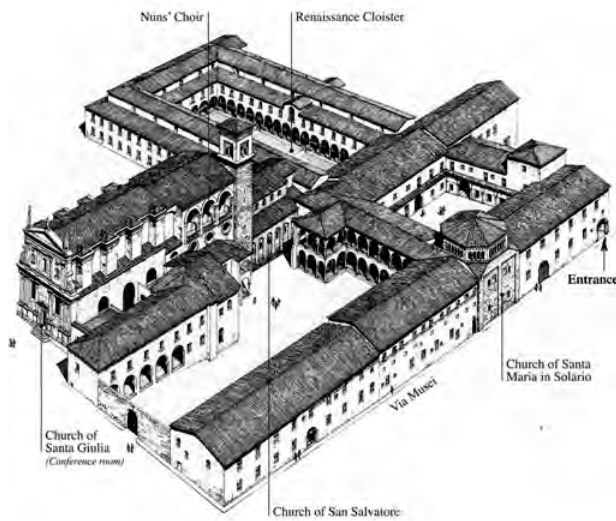 Nuns' Choir
Renaissance Cloister
Entrance
Church of Santa
Maria in Solario
Via Musei
Church of
Santa Giulia
(Conference room)
Church of San Salvatore